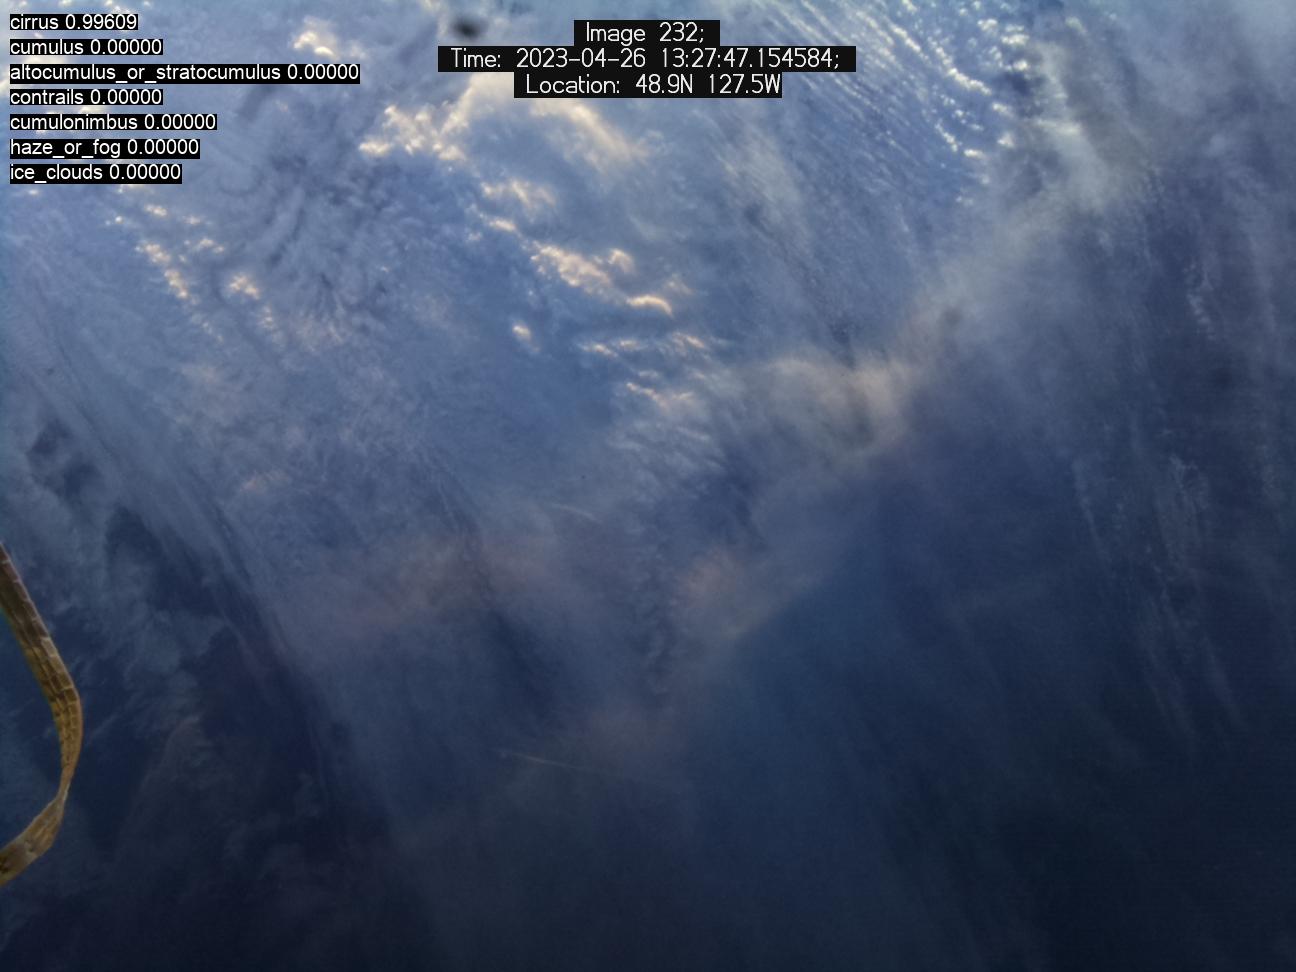 cirrus 0.99609
cumulus 0.00000
altocumulus_or_stratocumulus 0.00000
contrails 0.00000
cumulonimbus 0.00000
haze_or_fog 0.00000
ice_clouds 0.00000
Image 232;
Time: 2023-04-26 13:27:47.154584;
Location: 48.9N 127.5W